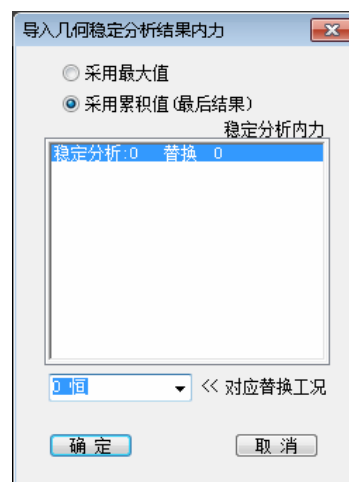 导入几何稳定分析结果内力
采用最大值
采用累积值(最后结果)
稳定分析内力
稳定分析:0 替换 0
0 恒 << 对应替换工况
确定 取消